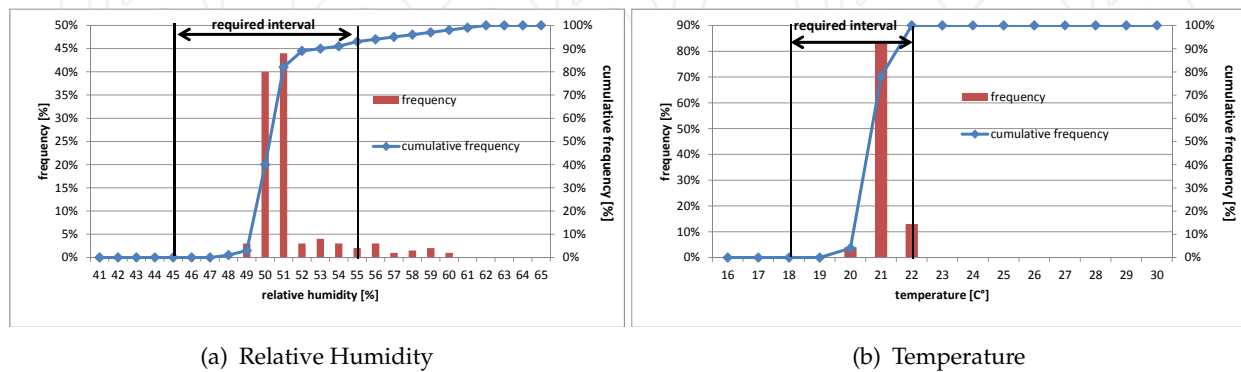 required interval
50%
45%
40%
35%
30%
25%
20%
15%
10%
5%
0%
frequency [%]
100%
90%
80%
70%
60%
50%
40%
30%
20%
10%
0%
cumulative frequency [%]
frequency
cumulative frequency
41 42 43 44 45 46 47 48 49 50 51 52 53 54 55 56 57 58 59 60 61 62 63 64 65
relative humidity [%]
(a) Relative Humidity
required interval
90%
80%
70%
60%
50%
40%
30%
20%
10%
0%
frequency [%]
100%
90%
80%
70%
60%
50%
40%
30%
20%
10%
0%
cumulative frequency [%]
frequency
cumulative frequency
16 17 18 19 20 21 22 23 24 25 26 27 28 29 30
temperature [C°]
(b) Temperature